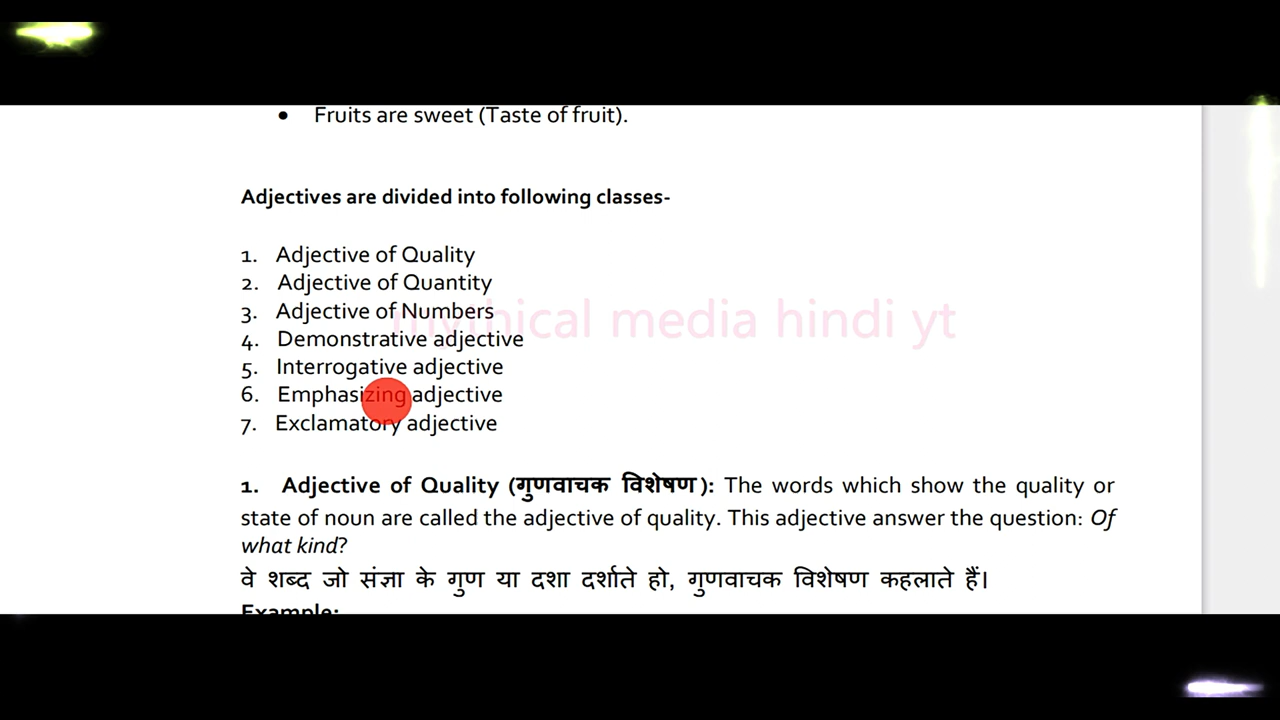 • Fruits are sweet (Taste of fruit).
Adjectives are divided into following classes-
1. Adjective of Quality
2. Adjective of Quantity
3. Adjective of Numbers
mythical media hindi yt
4. Demonstrative adjective
5. Interrogative adjective
6. Emphasizing adjective
7. Exclamatory adjective
1. Adjective of Quality (गुणवाचक विशेषण): The words which show the quality or
state of noun are called the adjective of quality. This adjective answer the question: Of
what kind?
वे शब्द जो संज्ञा के गुण या दशा दर्शाते हो, गुणवाचक विशेषण कहलाते हैं।
Example: